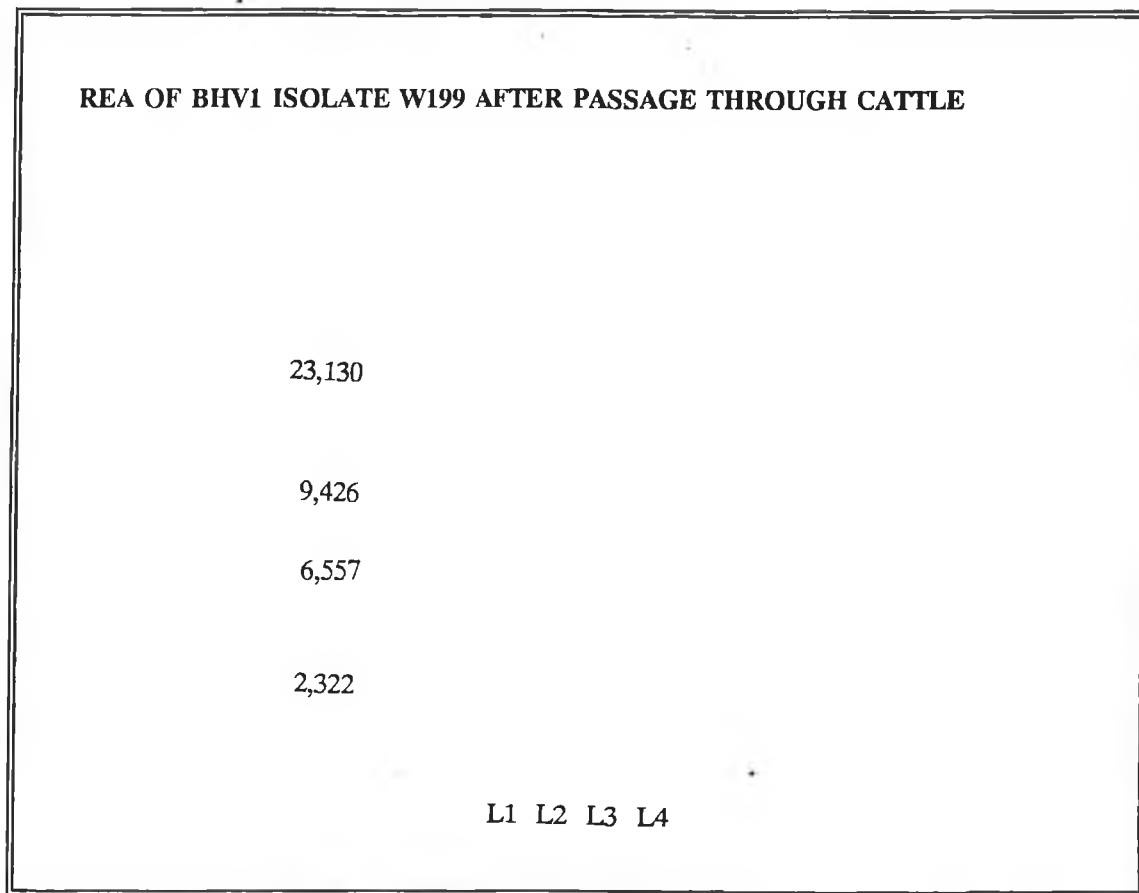 REA OF BHV1 ISOLATE W199 AFTER PASSAGE THROUGH CATTLE
23,130
9,426
6,557
2,322
L1 L2 L3 L4